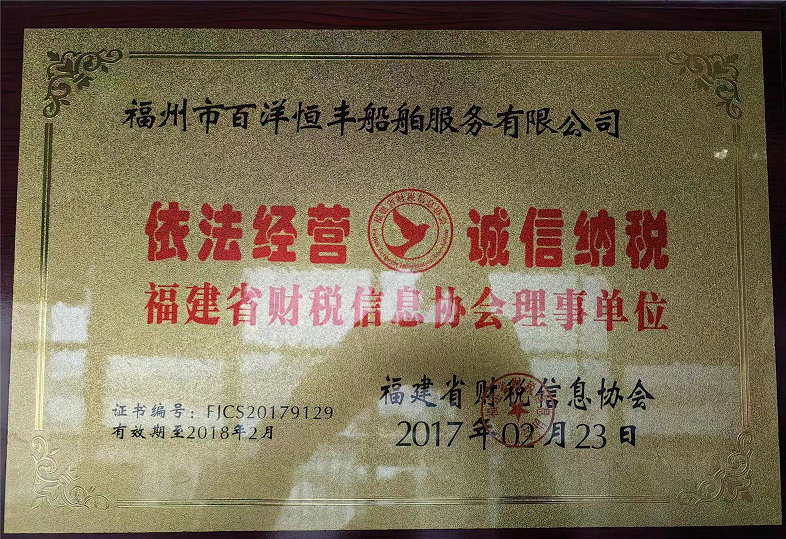 福州市百洋恒丰船舶服务有限公司
依法经营 诚信纳税
福建省财税信息协会理事单位
福建省财税信息协会
证书编号：FJCS20179129
有效期至2018年2月
2017年02月23日